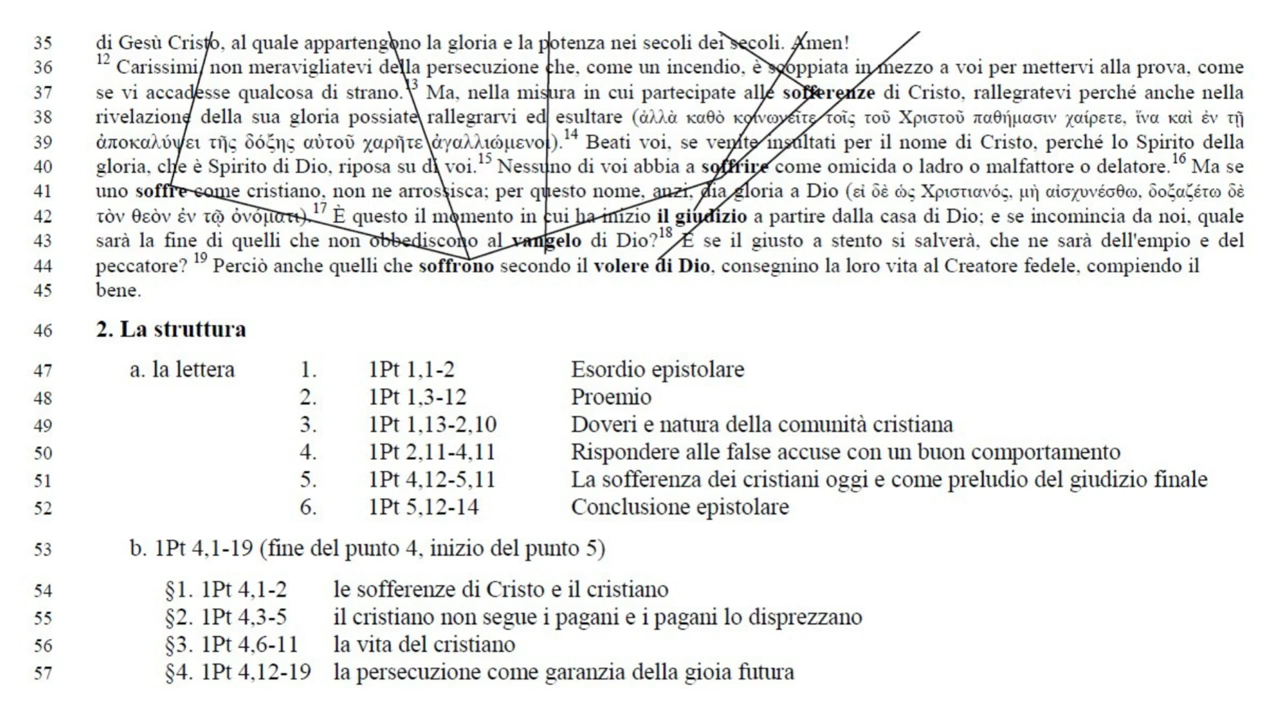 35 di Gesù Cristo, al quale appartengono la gloria e la potenza nei secoli dei secoli. Amen!
36 12 Carissimi, non meravigliatevi della persecuzione che, come un incendio, è scoppiata in mezzo a voi per mettervi alla prova, come
37 se vi accadesse qualcosa di strano.13 Ma, nella misura in cui partecipate alle sofferenze di Cristo, rallegratevi perché anche nella
38 rivelazione della sua gloria possiate rallegrarvi ed esultare (ἀλλὰ καθὸ κοινωνεῖτε τοῖς τοῦ Χριστοῦ παθήμασιν χαίρετε, ἵνα καὶ ἐν τῇ
39 ἀποκαλύψει τῆς δόξης αὐτοῦ χαρῆτε ἀγαλλιώμενοι).14 Beati voi, se venite insultati per il nome di Cristo, perché lo Spirito della
40 gloria, che è Spirito di Dio, riposa su di voi.15 Nessuno di voi abbia a soffrire come omicida o ladro o malfattore o delatore.16 Ma se
41 uno soffre come cristiano, non ne arrossisca; per questo nome, anzi, dia gloria a Dio (εἰ δὲ ὡς Χριστιανός, μὴ αἰσχυνέσθω, δοξαζέτω δὲ
42 τὸν θεὸν ἐν τῷ ὀνόματι).17 È questo il momento in cui ha inizio il giudizio a partire dalla casa di Dio; e se incomincia da noi, quale
43 sarà la fine di quelli che non obbediscono al vangelo di Dio?18 E se il giusto a stento si salverà, che ne sarà dell'empio e del
44 peccatore? 19 Perciò anche quelli che soffrono secondo il volere di Dio, consegnino la loro vita al Creatore fedele, compiendo il
45 bene.
46 2. La struttura
47 a. la lettera 1. 1Pt 1,1-2 Esordio epistolare
48 2. 1Pt 1,3-12 Proemio
49 3. 1Pt 1,13-2,10 Doveri e natura della comunità cristiana
50 4. 1Pt 2,11-4,11 Rispondere alle false accuse con un buon comportamento
51 5. 1Pt 4,12-5,11 La sofferenza dei cristiani oggi e come preludio del giudizio finale
52 6. 1Pt 5,12-14 Conclusione epistolare
53 b. 1Pt 4,1-19 (fine del punto 4, inizio del punto 5)
54 §1. 1Pt 4,1-2 le sofferenze di Cristo e il cristiano
55 §2. 1Pt 4,3-5 il cristiano non segue i pagani e i pagani lo disprezzano
56 §3. 1Pt 4,6-11 la vita del cristiano
57 §4. 1Pt 4,12-19 la persecuzione come garanzia della gioia futura